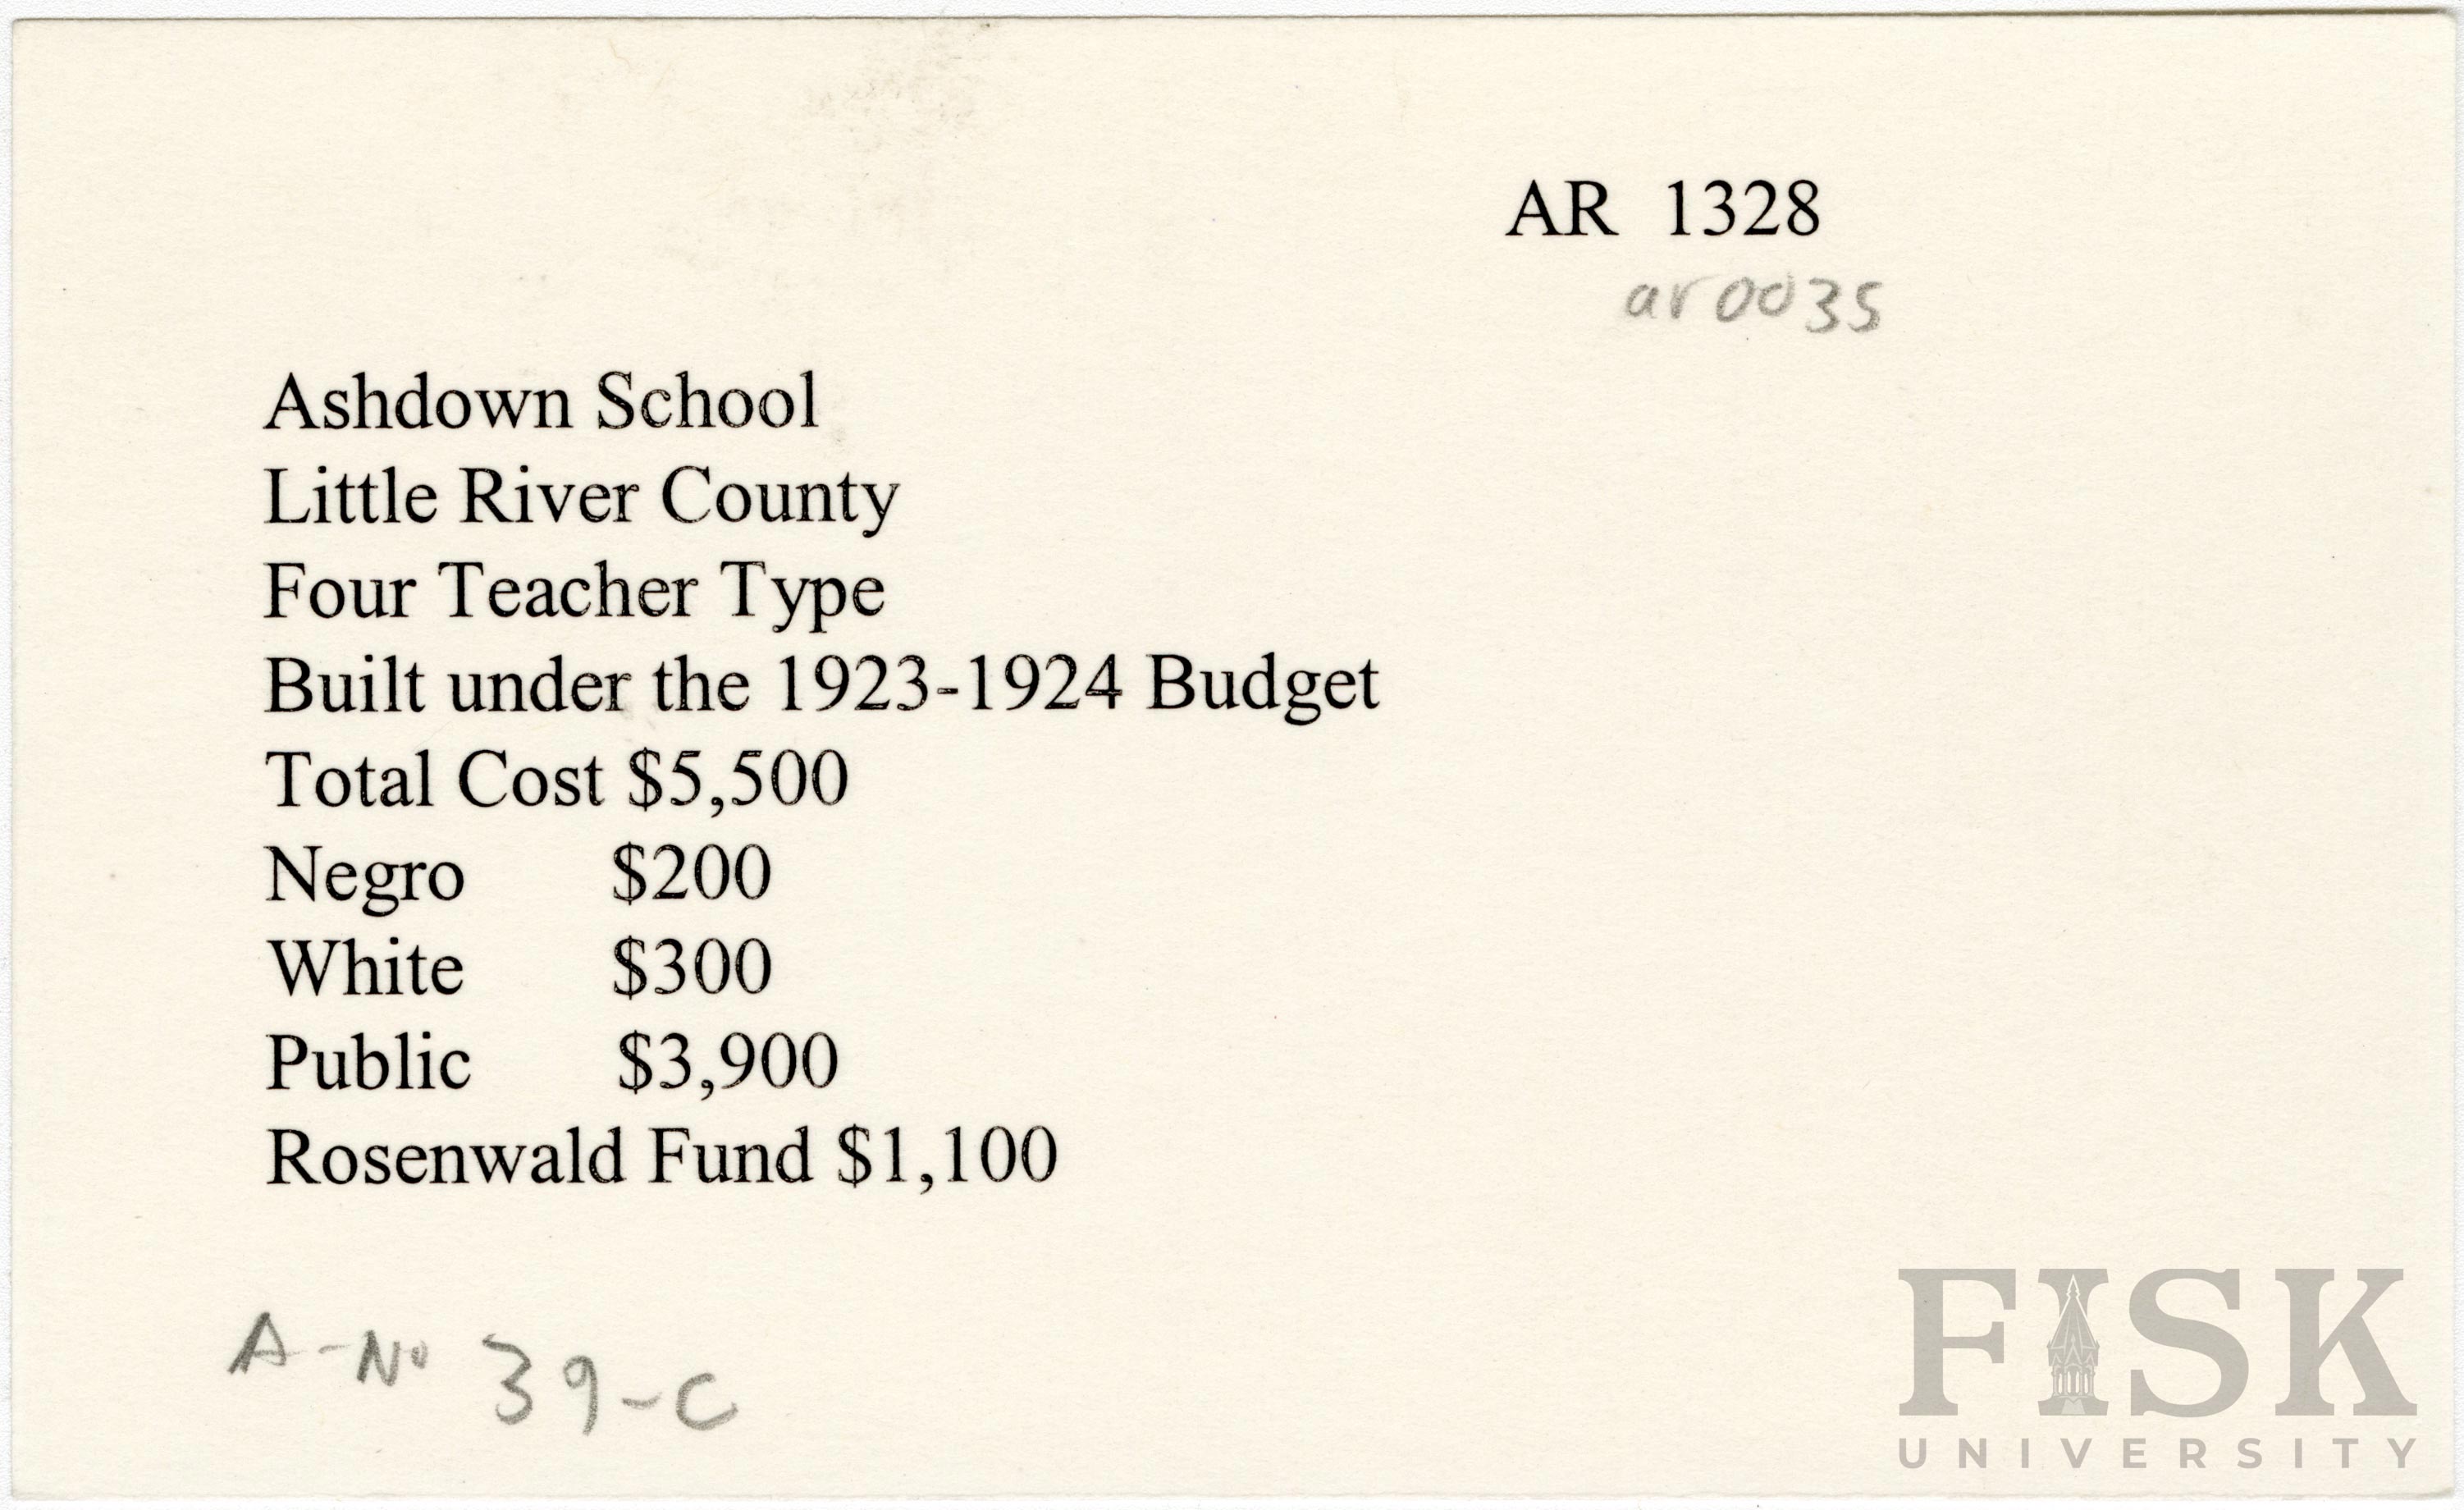 AR 1328
ar0035
Ashdown School
Little River County
Four Teacher Type
Built under the 1923-1924 Budget
Total Cost $5,500
Negro $200
White $300
Public $3,900
Rosenwald Fund $1,100
A-No 39-C
FISK
UNIVERSITY